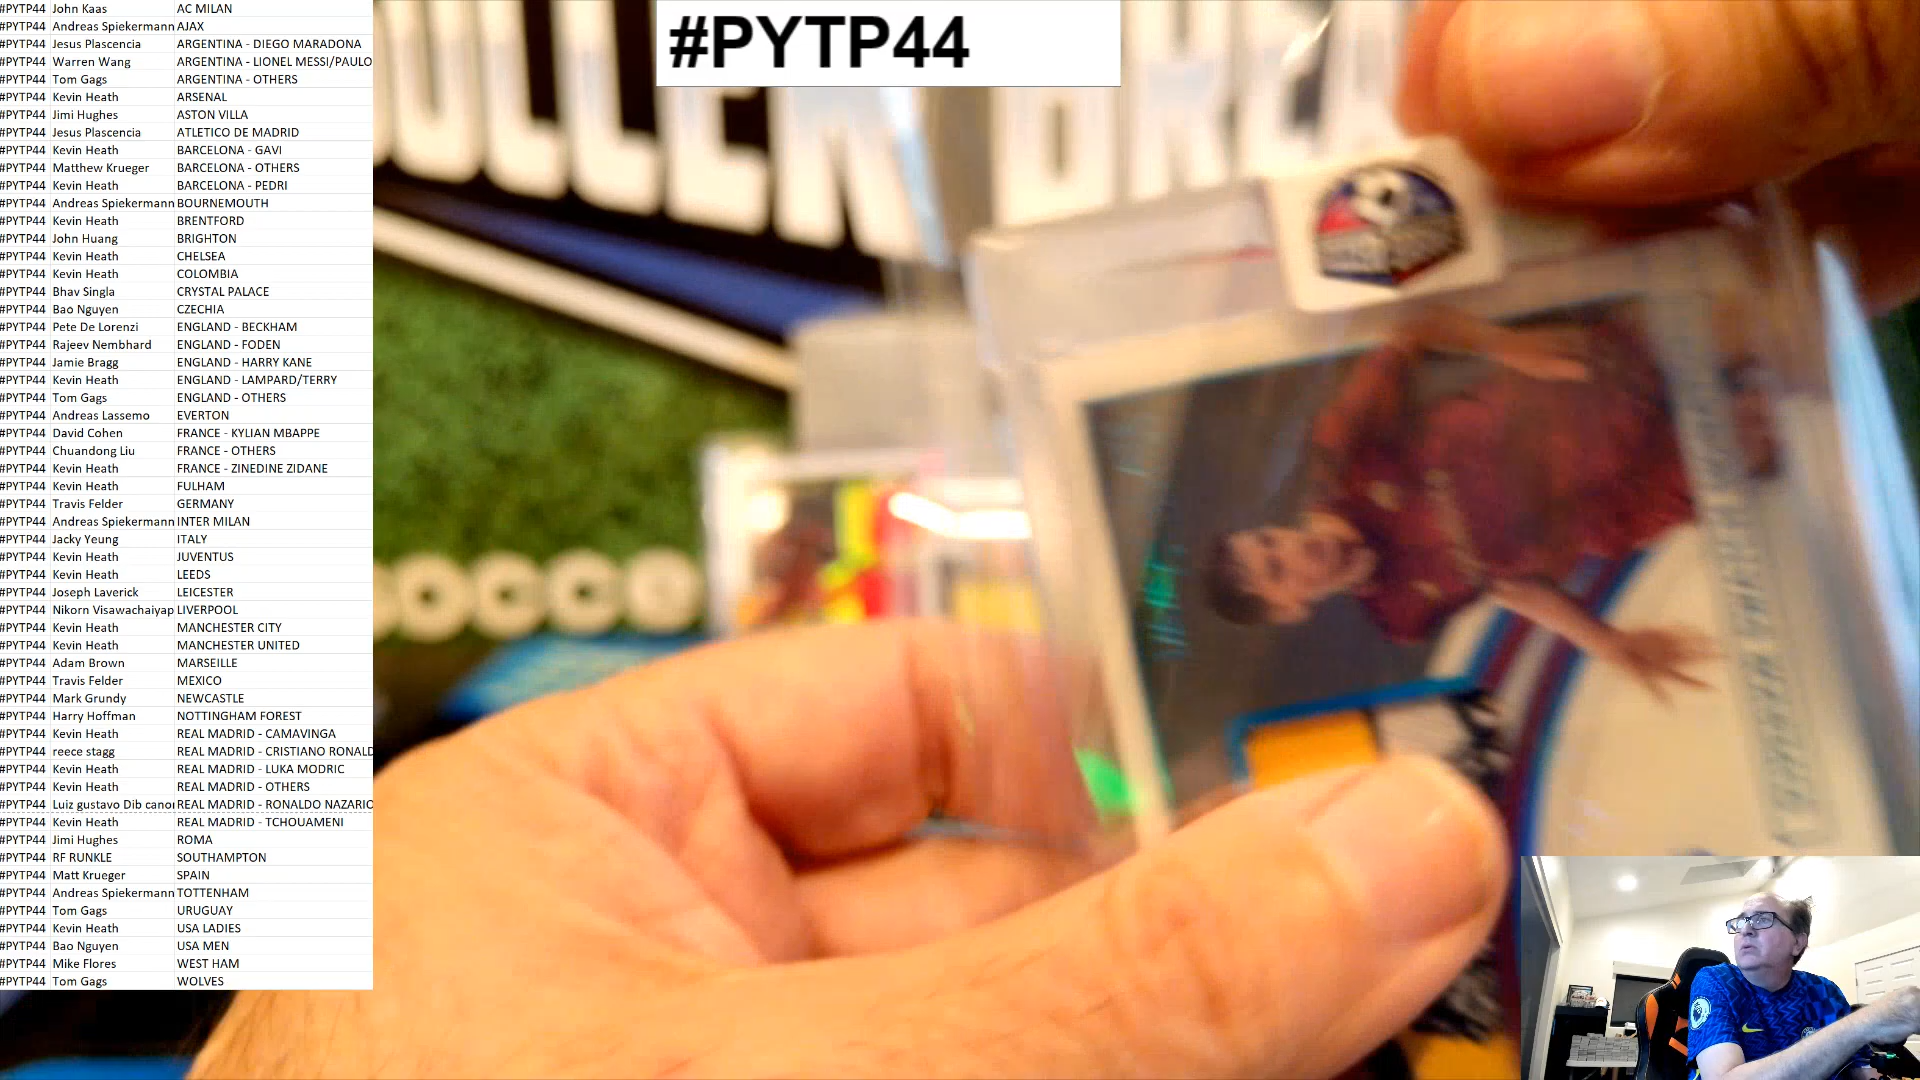 #PYTP44
#PYTP44 John Kaas AC MILAN
#PYTP44 Andreas Spiekermann AJAX
#PYTP44 Jesus Plascencia ARGENTINA - DIEGO MARADONA
#PYTP44 Warren Wang ARGENTINA - LIONEL MESSI/PAULO
#PYTP44 Tom Gags ARGENTINA - OTHERS
#PYTP44 Kevin Heath ARSENAL
#PYTP44 Jimi Hughes ASTON VILLA
#PYTP44 Jesus Plascencia ATLETICO DE MADRID
#PYTP44 Kevin Heath BARCELONA - GAVI
#PYTP44 Matthew Krueger BARCELONA - OTHERS
#PYTP44 Kevin Heath BARCELONA - PEDRI
#PYTP44 Andreas Spiekermann BOURNEMOUTH
#PYTP44 Kevin Heath BRENTFORD
#PYTP44 John Huang BRIGHTON
#PYTP44 Kevin Heath CHELSEA
#PYTP44 Kevin Heath COLOMBIA
#PYTP44 Bhav Singla CRYSTAL PALACE
#PYTP44 Bao Nguyen CZECHIA
#PYTP44 Pete De Lorenzi ENGLAND - BECKHAM
#PYTP44 Rajeev Nembhard ENGLAND - FODEN
#PYTP44 Jamie Bragg ENGLAND - HARRY KANE
#PYTP44 Kevin Heath ENGLAND - LAMPARD/TERRY
#PYTP44 Tom Gags ENGLAND - OTHERS
#PYTP44 Andreas Lassemo EVERTON
#PYTP44 David Cohen FRANCE - KYLIAN MBAPPE
#PYTP44 Chuandong Liu FRANCE - OTHERS
#PYTP44 Kevin Heath FRANCE - ZINEDINE ZIDANE
#PYTP44 Kevin Heath FULHAM
#PYTP44 Travis Felder GERMANY
#PYTP44 Andreas Spiekermann INTER MILAN
#PYTP44 Jacky Yeung ITALY
#PYTP44 Kevin Heath JUVENTUS
#PYTP44 Kevin Heath LEEDS
#PYTP44 Joseph Laverick LEICESTER
#PYTP44 Nikorn Visawachaiyap LIVERPOOL
#PYTP44 Kevin Heath MANCHESTER CITY
#PYTP44 Kevin Heath MANCHESTER UNITED
#PYTP44 Adam Brown MARSEILLE
#PYTP44 Travis Felder MEXICO
#PYTP44 Mark Grundy NEWCASTLE
#PYTP44 Harry Hoffman NOTTINGHAM FOREST
#PYTP44 Kevin Heath REAL MADRID - CAMAVINGA
#PYTP44 reece stagg REAL MADRID - CRISTIANO RONALD
#PYTP44 Kevin Heath REAL MADRID - LUKA MODRIC
#PYTP44 Kevin Heath REAL MADRID - OTHERS
#PYTP44 Luiz gustavo Dib canoi REAL MADRID - RONALDO NAZARIO
#PYTP44 Kevin Heath REAL MADRID - TCHOUAMENI
#PYTP44 Jimi Hughes ROMA
#PYTP44 RF RUNKLE SOUTHAMPTON
#PYTP44 Matt Krueger SPAIN
#PYTP44 Andreas Spiekermann TOTTENHAM
#PYTP44 Tom Gags URUGUAY
#PYTP44 Kevin Heath USA LADIES
#PYTP44 Bao Nguyen USA MEN
#PYTP44 Mike Flores WEST HAM
#PYTP44 Tom Gags WOLVES